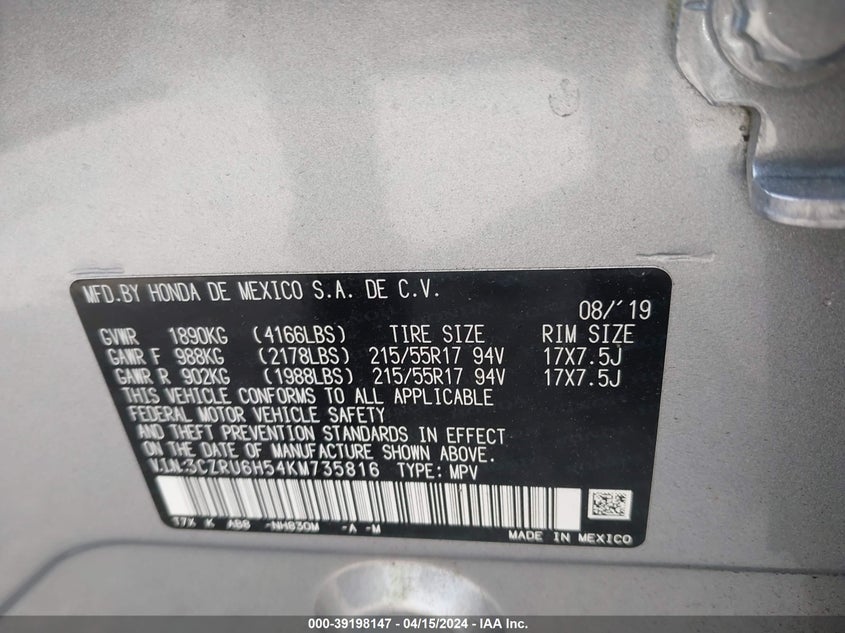 MFD.BY HONDA DE MEXICO S.A. DE C.V.
08/'19
GVWR 1890KG (4166LBS) TIRE SIZE RIM SIZE
GAWR F 988KG (2178LBS) 215/55R17 94V 17X7.5J
GAWR R 902KG (1988LBS) 215/55R17 94V 17X7.5J
THIS VEHICLE CONFORMS TO ALL APPLICABLE
FEDERAL MOTOR VEHICLE SAFETY
AND THEFT PREVENTION STANDARDS IN EFFECT
ON THE DATE OF MANUFACTURE SHOWN ABOVE.
V.I.N: 3CZRU6H54KM735816 TYPE: MPV
T7X K AB8 -NH830M -A -M
MADE IN MEXICO
000-39198147 - 04/15/2024 - IAA Inc.